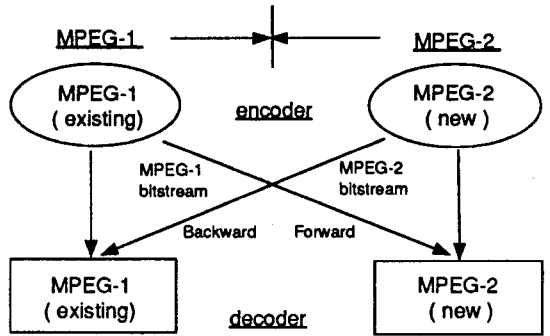 MPEG-1
MPEG-2
MPEG-1
( existing)
encoder
MPEG-2
( new )
MPEG-1
bitstream
MPEG-2
bitstream
Backward
Forward
MPEG-1
( existing)
decoder
MPEG-2
( new )